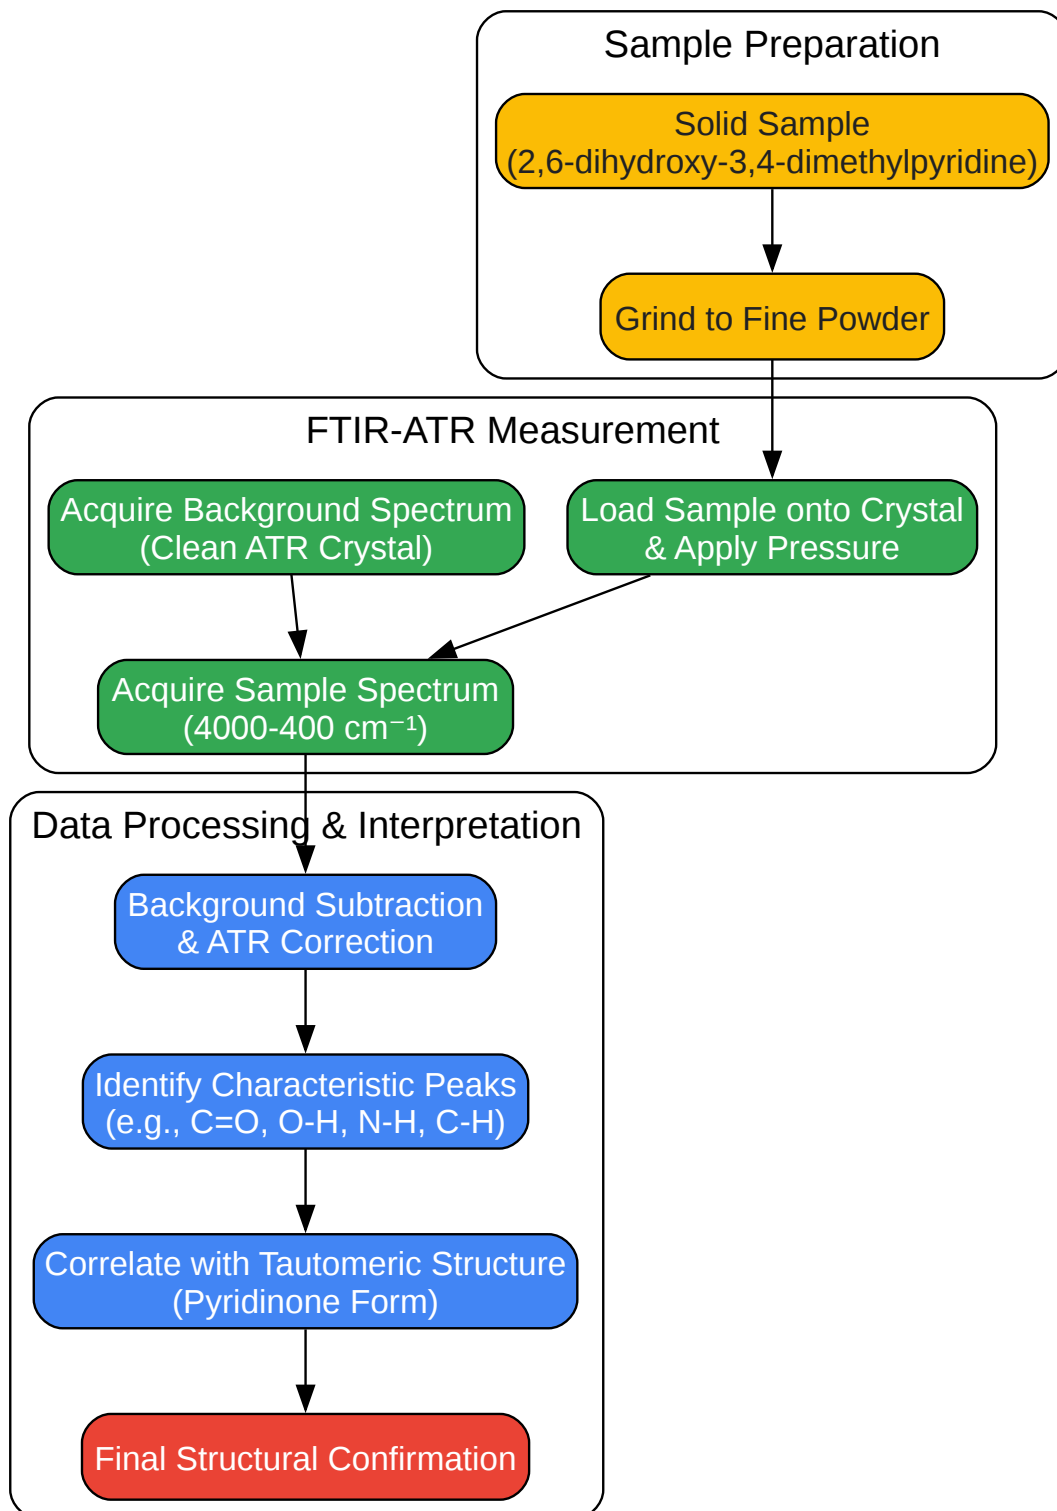 Sample Preparation
Solid Sample
(2,6-dihydroxy-3,4-dimethylpyridine)
Grind to Fine Powder
FTIR-ATR Measurement
Acquire Background Spectrum
(Clean ATR Crystal)
Load Sample onto Crystal
& Apply Pressure
Acquire Sample Spectrum
(4000-400 cm⁻¹)
Data Processing & Interpretation
Background Subtraction
& ATR Correction
Identify Characteristic Peaks
(e.g., C=O, O-H, N-H, C-H)
Correlate with Tautomeric Structure
(Pyridinone Form)
Final Structural Confirmation